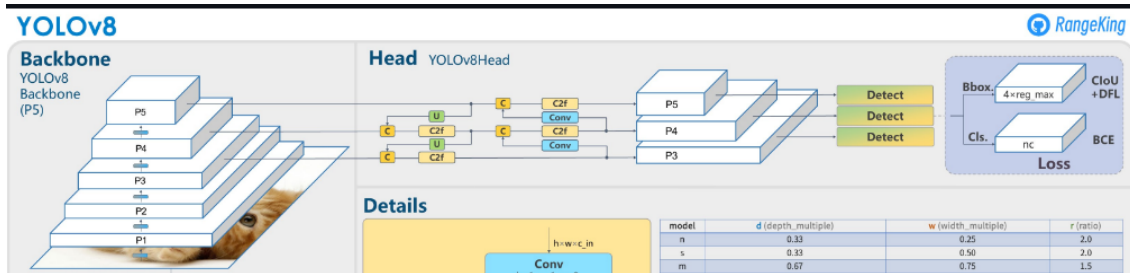 YOLOv8
RangeKing
Backbone
YOLOv8
Backbone
(P5)
P5
P4
P3
P2
P1
Head YOLOv8Head
C C2f
U Conv
C C2f C C2f
U Conv
C C2f
P5
P4
P3
Detect
Detect
Detect
Bbox. 4×reg_max CIoU
+DFL
Cls. nc BCE
Loss
Details
h×w×c_in
Conv
model d (depth_multiple) w (width_multiple) r (ratio)
n 0.33 0.25 2.0
s 0.33 0.50 2.0
m 0.67 0.75 1.5